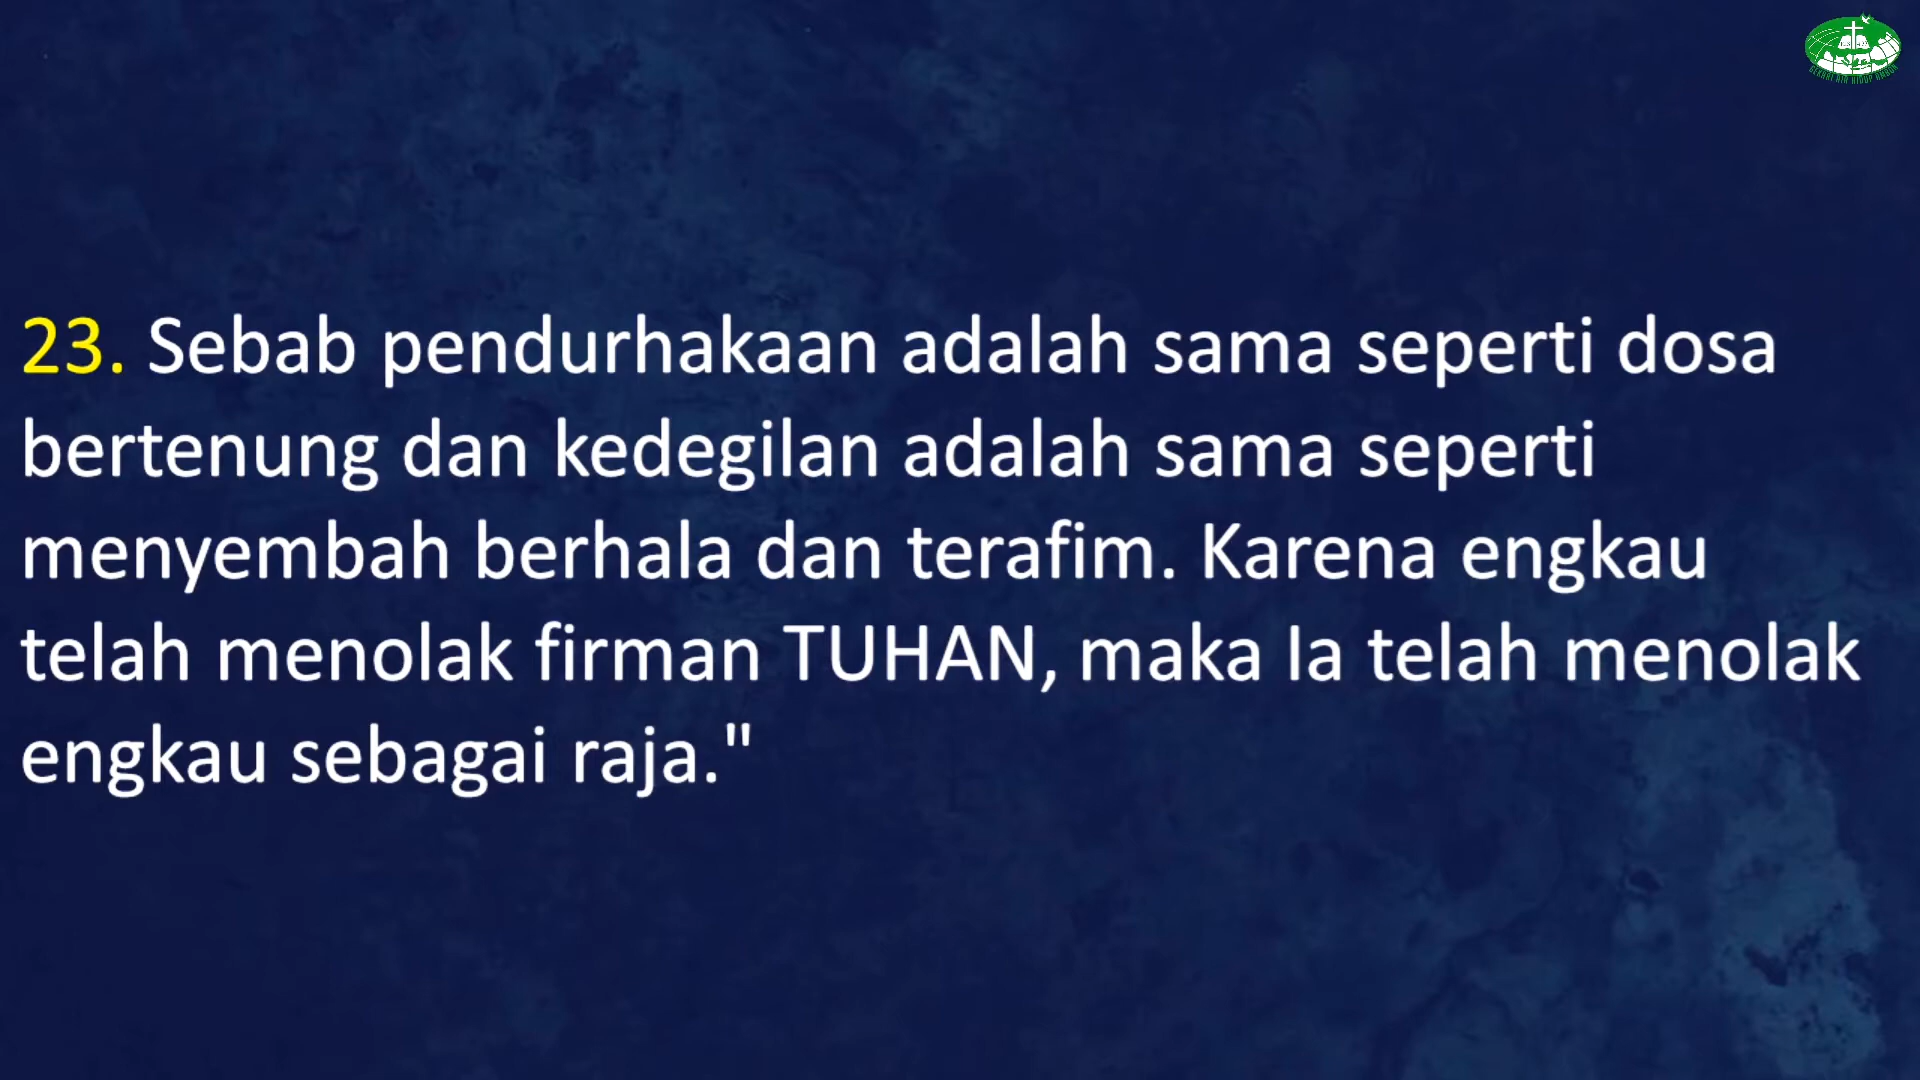 23. Sebab pendurhakaan adalah sama seperti dosa
bertenung dan kedegilan adalah sama seperti
menyembah berhala dan terafim. Karena engkau
telah menolak firman TUHAN, maka Ia telah menolak
engkau sebagai raja."